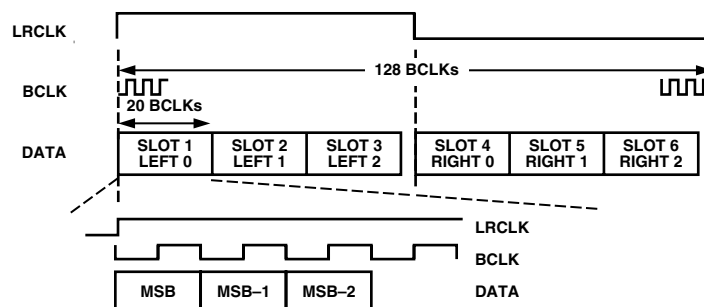 LRCLK
128 BCLKs
BCLK
20 BCLKs
DATA
SLOT 1 LEFT 0
SLOT 2 LEFT 1
SLOT 3 LEFT 2
SLOT 4 RIGHT 0
SLOT 5 RIGHT 1
SLOT 6 RIGHT 2
LRCLK
BCLK
MSB
MSB–1
MSB–2
DATA